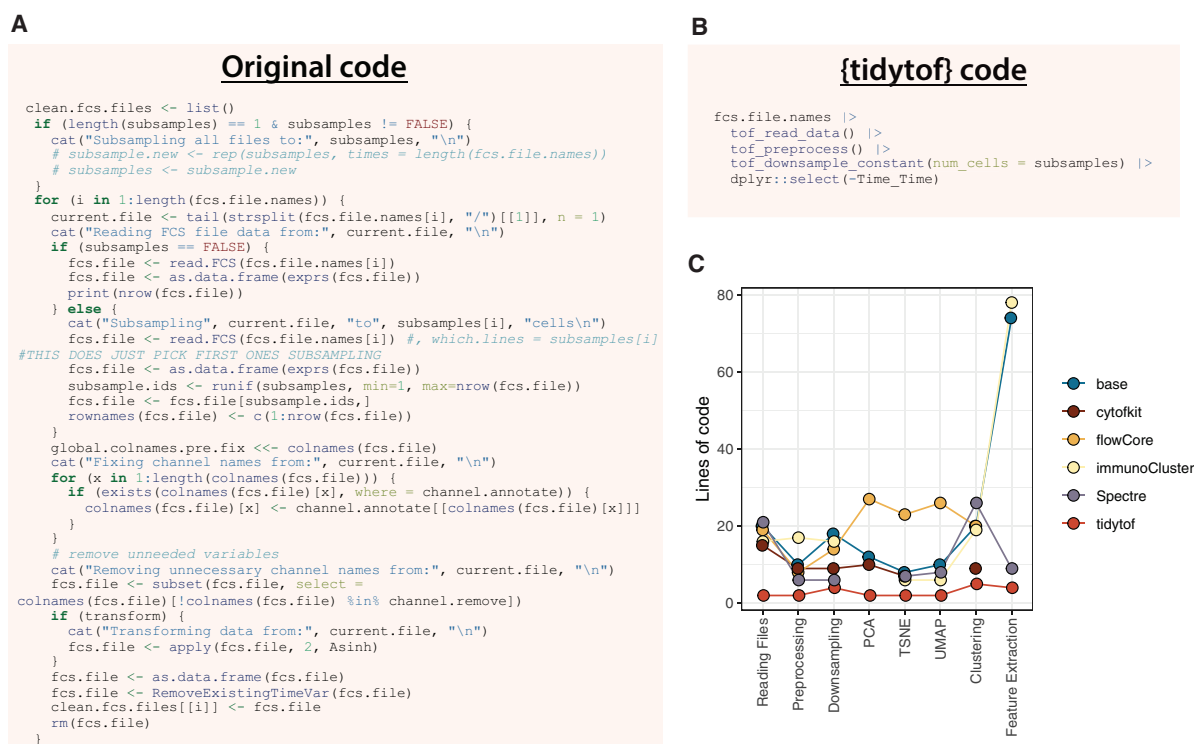 A
Original code
clean.fcs.files <- list()
if (length(subsamples) == 1 & subsamples != FALSE) {
cat("Subsampling all files to:", subsamples, "\n")
# subsample.new <- rep(subsamples, times = length(fcs.file.names))
# subsamples <- subsample.new
}
for (i in 1:length(fcs.file.names)) {
current.file <- tail(strsplit(fcs.file.names[i], "/")[[1]], n = 1)
cat("Reading FCS file data from:", current.file, "\n")
if (subsamples == FALSE) {
fcs.file <- read.FCS(fcs.file.names[i])
fcs.file <- as.data.frame(exprs(fcs.file))
print(nrow(fcs.file))
} else {
cat("Subsampling", current.file, "to", subsamples[i], "cells\n")
fcs.file <- read.FCS(fcs.file.names[i]) #, which.lines = subsamples[i]
#THIS DOES JUST PICK FIRST ONES SUBSAMPLING
fcs.file <- as.data.frame(exprs(fcs.file))
subsample.ids <- runif(subsamples, min=1, max=nrow(fcs.file))
fcs.file <- fcs.file[subsample.ids,]
rownames(fcs.file) <- c(1:nrow(fcs.file))
}
global.colnames.pre.fix <<- colnames(fcs.file)
cat("Fixing channel names from:", current.file, "\n")
for (x in 1:length(colnames(fcs.file))) {
if (exists(colnames(fcs.file)[x], where = channel.annotate)) {
colnames(fcs.file)[x] <- channel.annotate[[colnames(fcs.file)[x]]]
}
}
# remove unneeded variables
cat("Removing unnecessary channel names from:", current.file, "\n")
fcs.file <- subset(fcs.file, select =
colnames(fcs.file)[!colnames(fcs.file) %in% channel.remove])
if (transform) {
cat("Transforming data from:", current.file, "\n")
fcs.file <- apply(fcs.file, 2, Asinh)
}
fcs.file <- as.data.frame(fcs.file)
fcs.file <- RemoveExistingTimeVar(fcs.file)
clean.fcs.files[[i]] <- fcs.file
rm(fcs.file)
}
B
{tidytof} code
fcs.file.names |>
tof_read_data() |>
tof_preprocess() |>
tof_downsample_constant(num_cells = subsamples) |>
dplyr::select(-Time_Time)
C
Lines of code
80
60
40
20
0
Reading Files
Preprocessing
Downsampling
PCA
TSNE
UMAP
Clustering
Feature Extraction
base
cytofkit
flowCore
immunoCluster
Spectre
tidytof